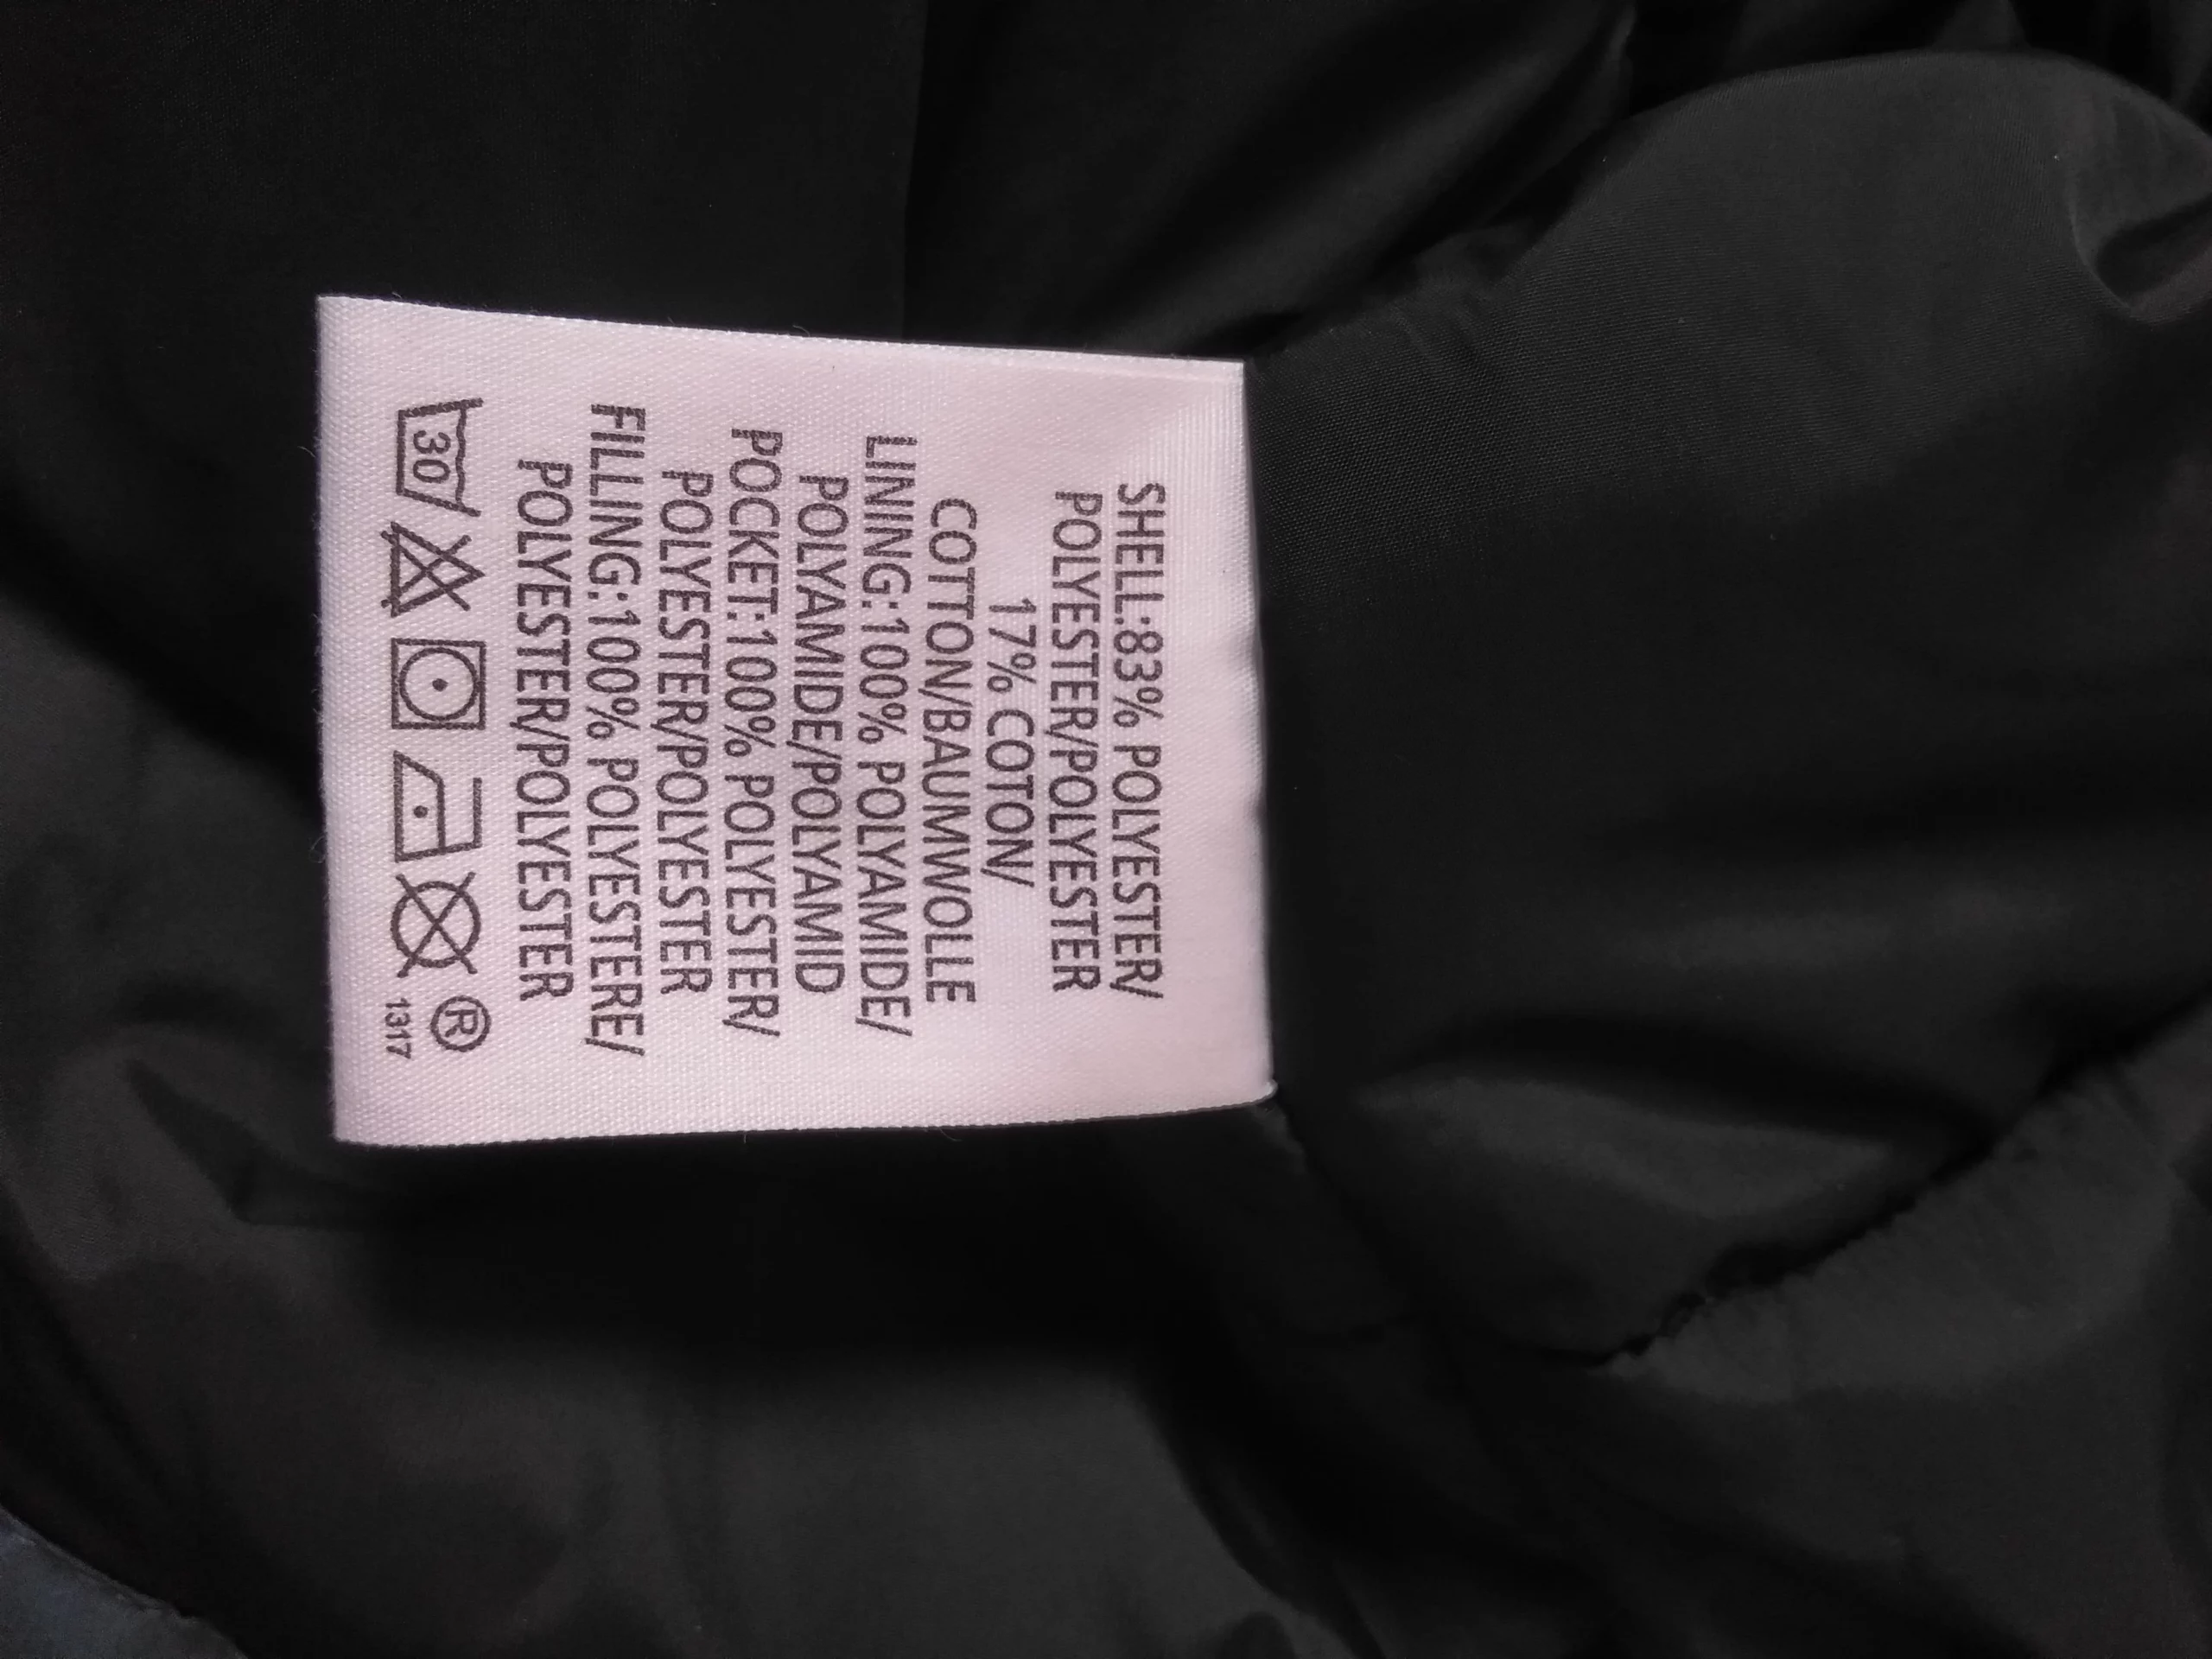 SHELL:83% POLYESTER/
POLYESTER/POLYESTER
17% COTON/
COTTON/BAUMWOLLE
LINING:100% POLYAMIDE/
POLYAMIDE/POLYAMID
POCKET:100% POLYESTER/
POLYESTER/POLYESTER
FILLING:100% POLYESTERE/
POLYESTER/POLYESTER
30
®
1317